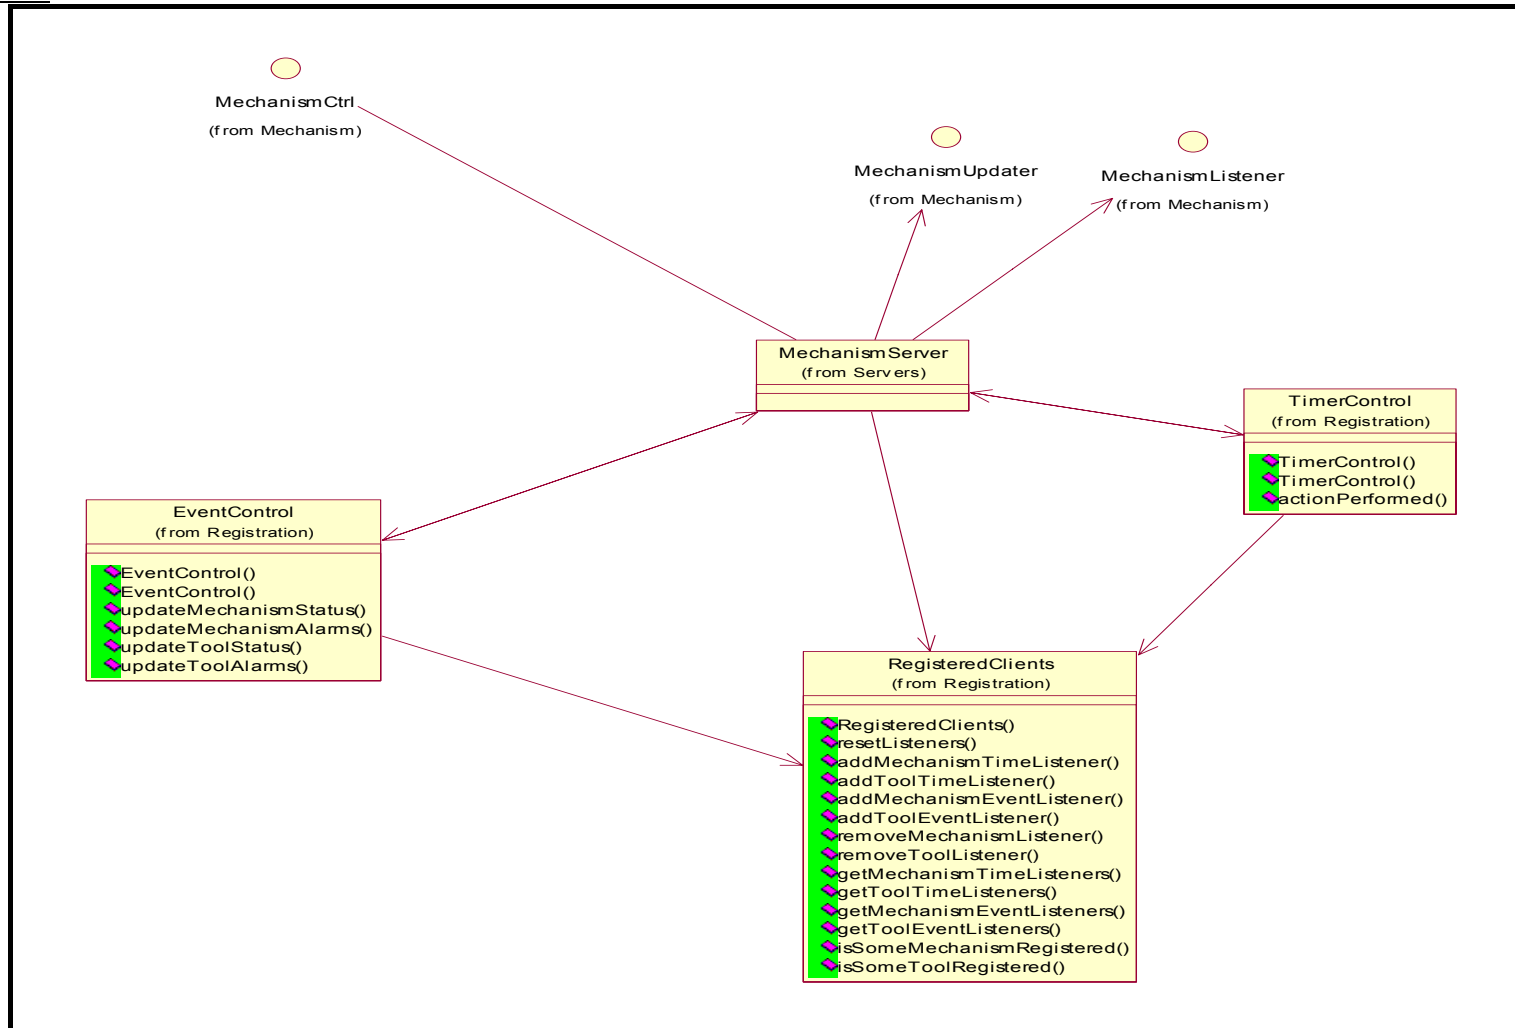 MechanismCtrl
(from Mechanism)
MechanismUpdater
(from Mechanism)
MechanismListener
(from Mechanism)
MechanismServer
(from Servers)
TimerControl
(from Registration)
TimerControl()
TimerControl()
actionPerformed()
EventControl
(from Registration)
EventControl()
EventControl()
updateMechanismStatus()
updateMechanismAlarms()
updateToolStatus()
updateToolAlarms()
RegisteredClients
(from Registration)
RegisteredClients()
resetListeners()
addMechanismTimeListener()
addToolTimeListener()
addMechanismEventListener()
addToolEventListener()
removeMechanismListener()
removeToolListener()
getMechanismTimeListeners()
getToolTimeListeners()
getMechanismEventListeners()
getToolEventListeners()
isSomeMechanismRegistered()
isSomeToolRegistered()